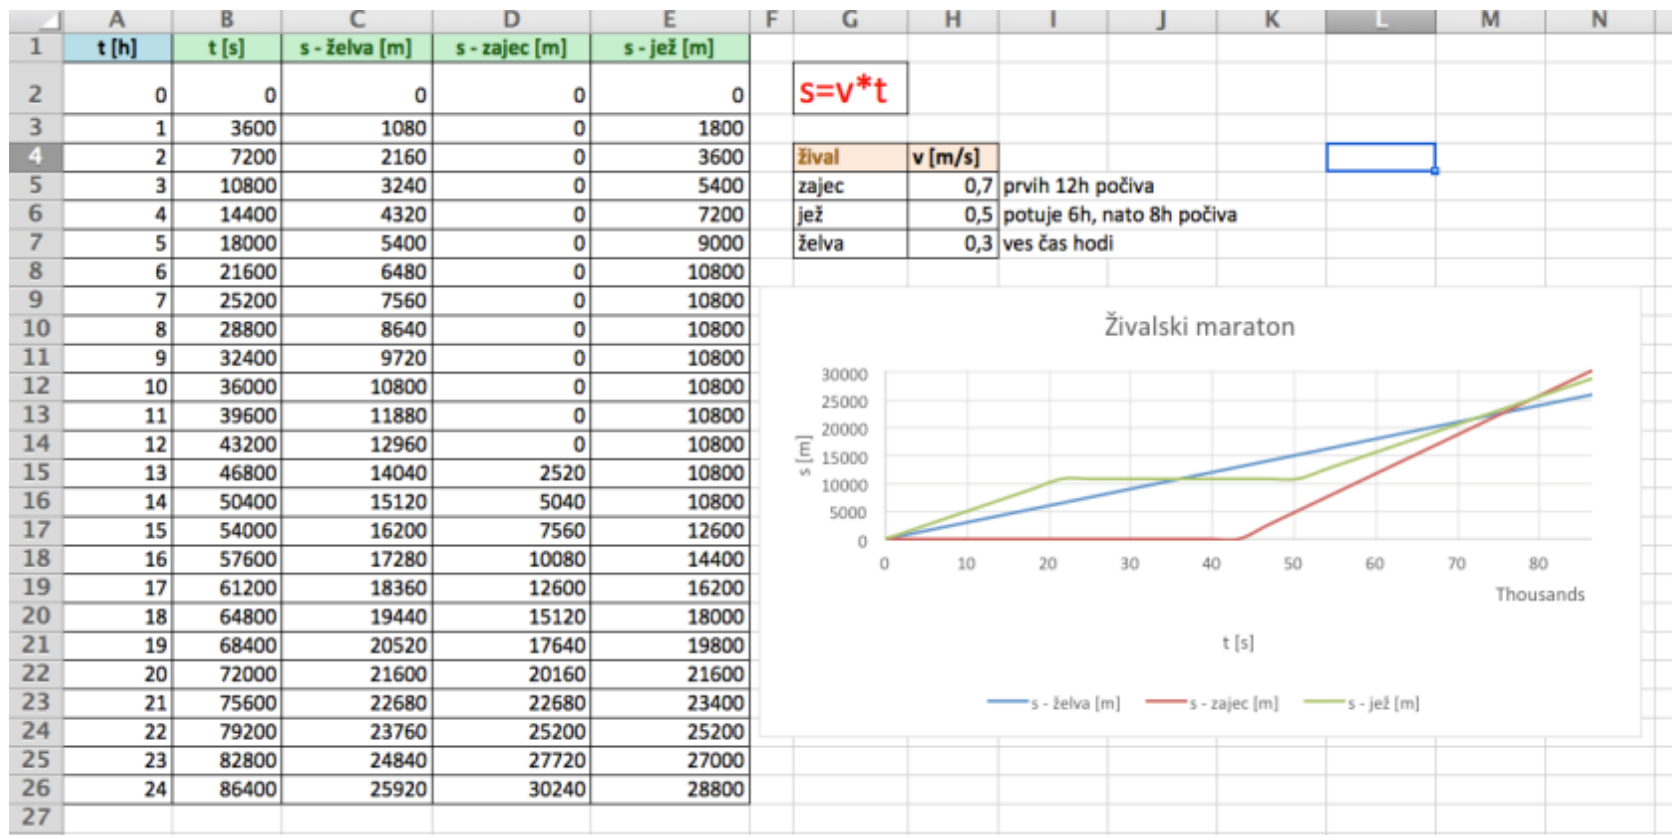 A B C D E F G H I J K L M N
1 t [h] t [s] s - želva [m] s - zajec [m] s - jež [m]
2 0 0 0 0 0 s=v*t
3 1 3600 1080 0 1800
4 2 7200 2160 0 3600 žival v [m/s]
5 3 10800 3240 0 5400 zajec 0,7 prvih 12h počiva
6 4 14400 4320 0 7200 jež 0,5 potuje 6h, nato 8h počiva
7 5 18000 5400 0 9000 želva 0,3 ves čas hodi
8 6 21600 6480 0 10800
9 7 25200 7560 0 10800
10 8 28800 8640 0 10800
11 9 32400 9720 0 10800
12 10 36000 10800 0 10800
13 11 39600 11880 0 10800
14 12 43200 12960 0 10800
15 13 46800 14040 2520 10800
16 14 50400 15120 5040 10800
17 15 54000 16200 7560 12600
18 16 57600 17280 10080 14400
19 17 61200 18360 12600 16200
20 18 64800 19440 15120 18000
21 19 68400 20520 17640 19800
22 20 72000 21600 20160 21600
23 21 75600 22680 22680 23400
24 22 79200 23760 25200 25200
25 23 82800 24840 27720 27000
26 24 86400 25920 30240 28800
27
Živalski maraton
30000
25000
20000
15000
10000
5000
0
s [m]
0 10 20 30 40 50 60 70 80
Thousands
t [s]
s - želva [m] s - zajec [m] s - jež [m]